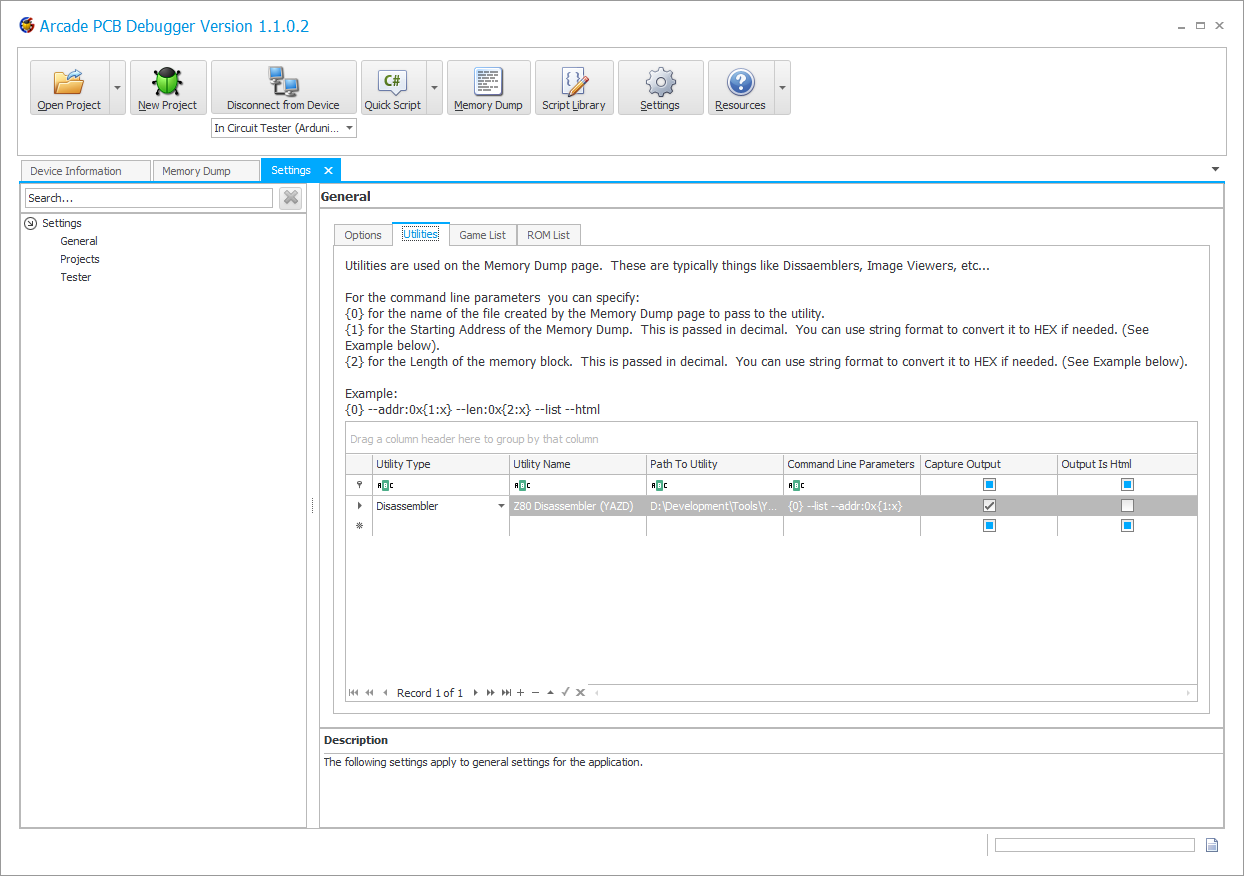 Arcade PCB Debugger Version 1.1.0.2
Open Project
New Project
Disconnect from Device
C#
Quick Script
Memory Dump
Script Library
Settings
Resources
In Circuit Tester (Arduni...
Device Information
Memory Dump
Settings
Search...
Settings
General
Projects
Tester
General
Options
Utilities
Game List
ROM List
Utilities are used on the Memory Dump page.  These are typically things like Dissaemblers, Image Viewers, etc...
For the command line parameters  you can specify:
{0} for the name of the file created by the Memory Dump page to pass to the utility.
{1} for the Starting Address of the Memory Dump.  This is passed in decimal.  You can use string format to convert it to HEX if needed. (See
Example below).
{2} for the Length of the memory block.  This is passed in decimal.  You can use string format to convert it to HEX if needed. (See Example below).
Example:
{0} --addr:0x{1:x} --len:0x{2:x} --list --html
Drag a column header here to group by that column
Utility Type
Utility Name
Path To Utility
Command Line Parameters
Capture Output
Output Is Html
ABC
ABC
ABC
ABC
Disassembler
Z80 Disassembler (YAZD)
D:\Development\Tools\Y...
{0} --list --addr:0x{1:x}
Record 1 of 1
Description
The following settings apply to general settings for the application.